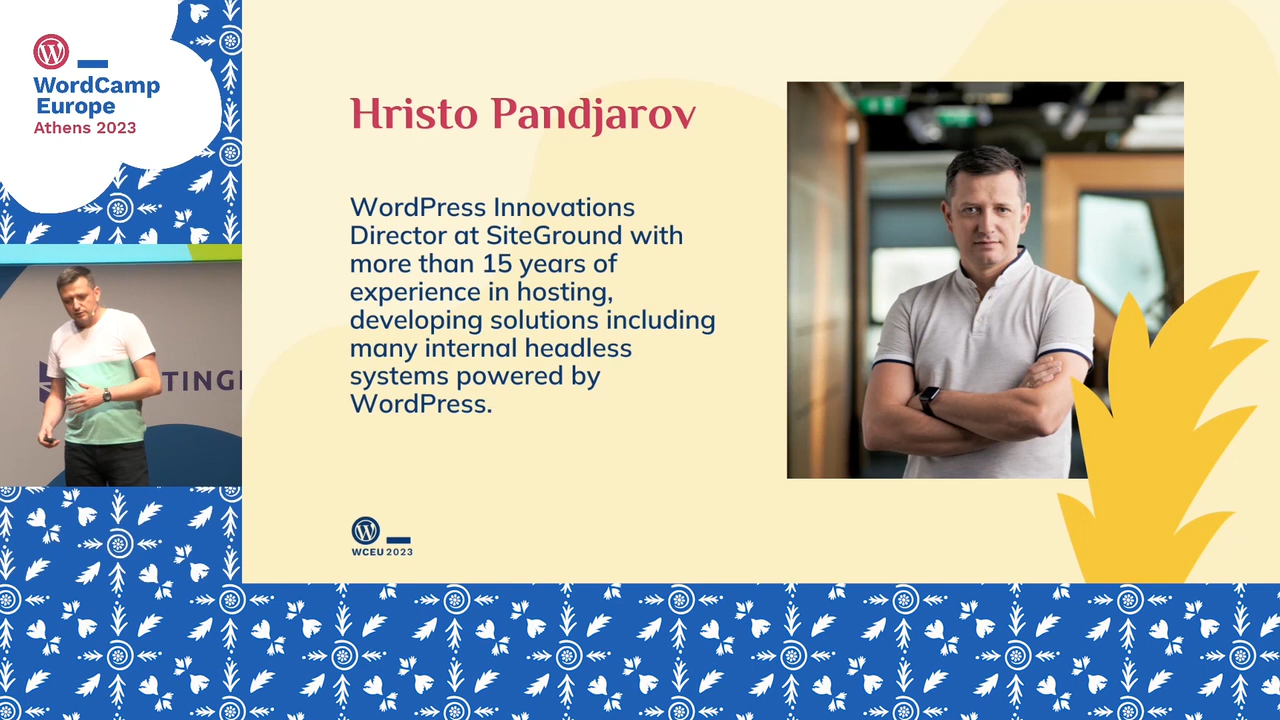 WordCamp
Europe
Athens 2023
Hristo Pandjarov
WordPress Innovations
Director at SiteGround with
more than 15 years of
experience in hosting,
developing solutions including
many internal headless
systems powered by
WordPress.
WCEU 2023